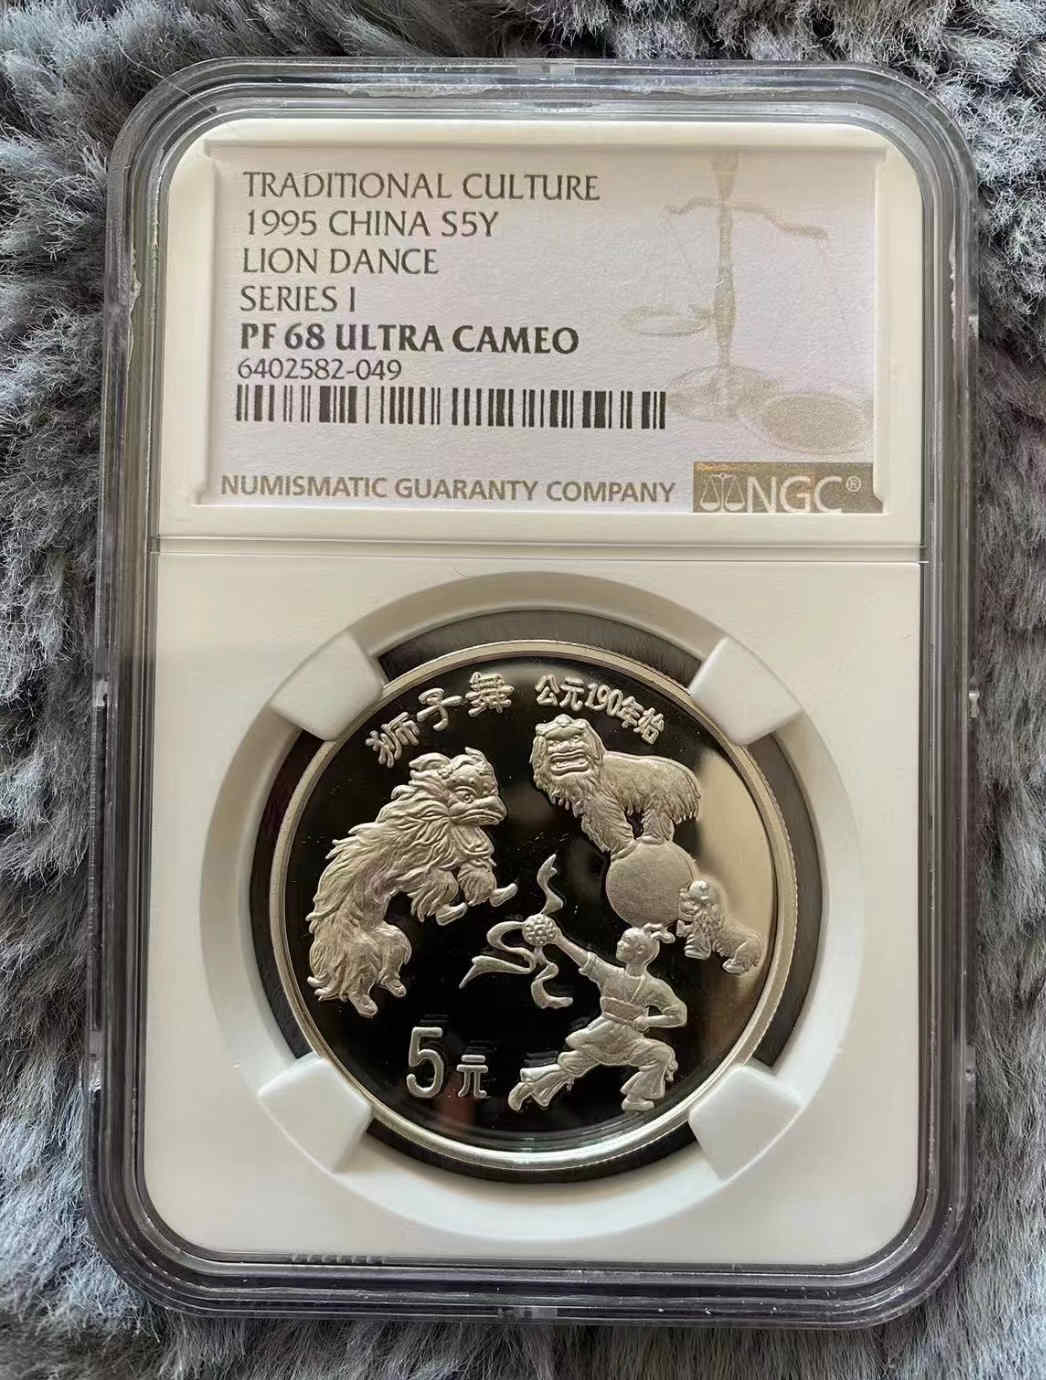 TRADITIONAL CULTURE
1995 CHINA S5Y
LION DANCE
SERIES I
PF 68 ULTRA CAMEO
6402582-049
NUMISMATIC GUARANTY COMPANY
NGC®
狮子舞 公元190年始
5元